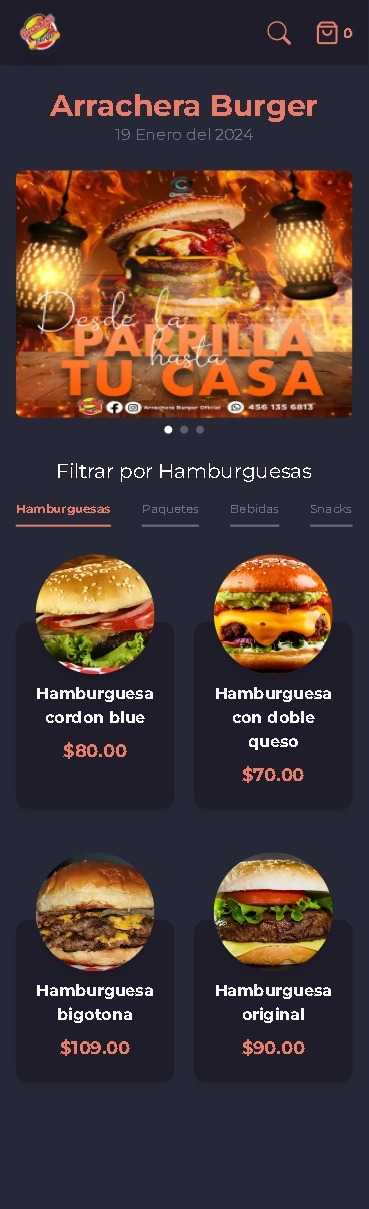 0
Arrachera Burger
19 Enero del 2024
Desde la
PARRILLA
hasta
TU CASA
Arrachera Burger Oficial 456 135 6813
Filtrar por Hamburguesas
Hamburguesas Paquetes Bebidas Snacks
Hamburguesa
cordon blue
$80.00
Hamburguesa
con doble
queso
$70.00
Hamburguesa
bigotona
$109.00
Hamburguesa
original
$90.00